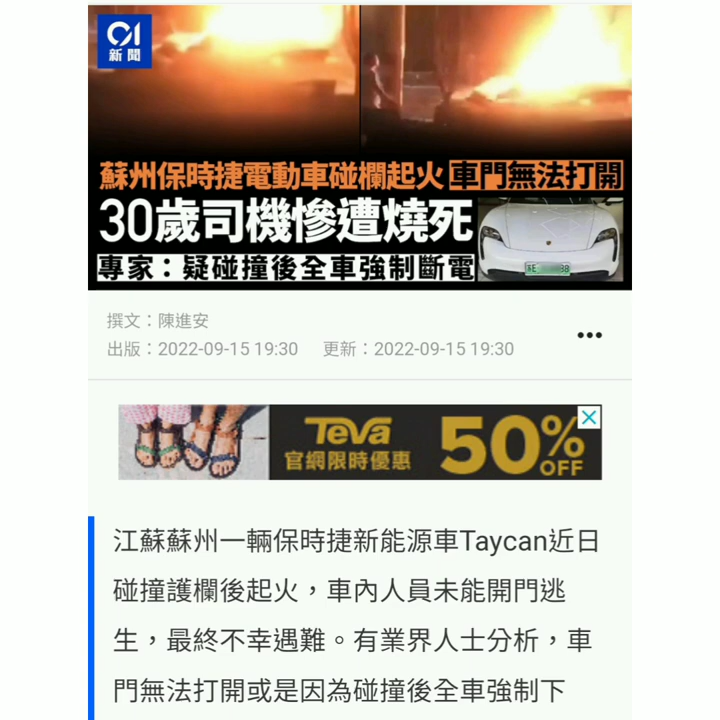 01
新聞
蘇州保時捷電動車碰欄起火 車門無法打開
30歲司機慘遭燒死
專家：疑碰撞後全車強制斷電
撰文：陳進安
出版：2022-09-15 19:30 更新：2022-09-15 19:30
Teva
官網限時優惠
50% OFF
江蘇蘇州一輛保時捷新能源車Taycan近日
碰撞護欄後起火，車內人員未能開門逃
生，最終不幸遇難。有業界人士分析，車
門無法打開或是因為碰撞後全車強制下